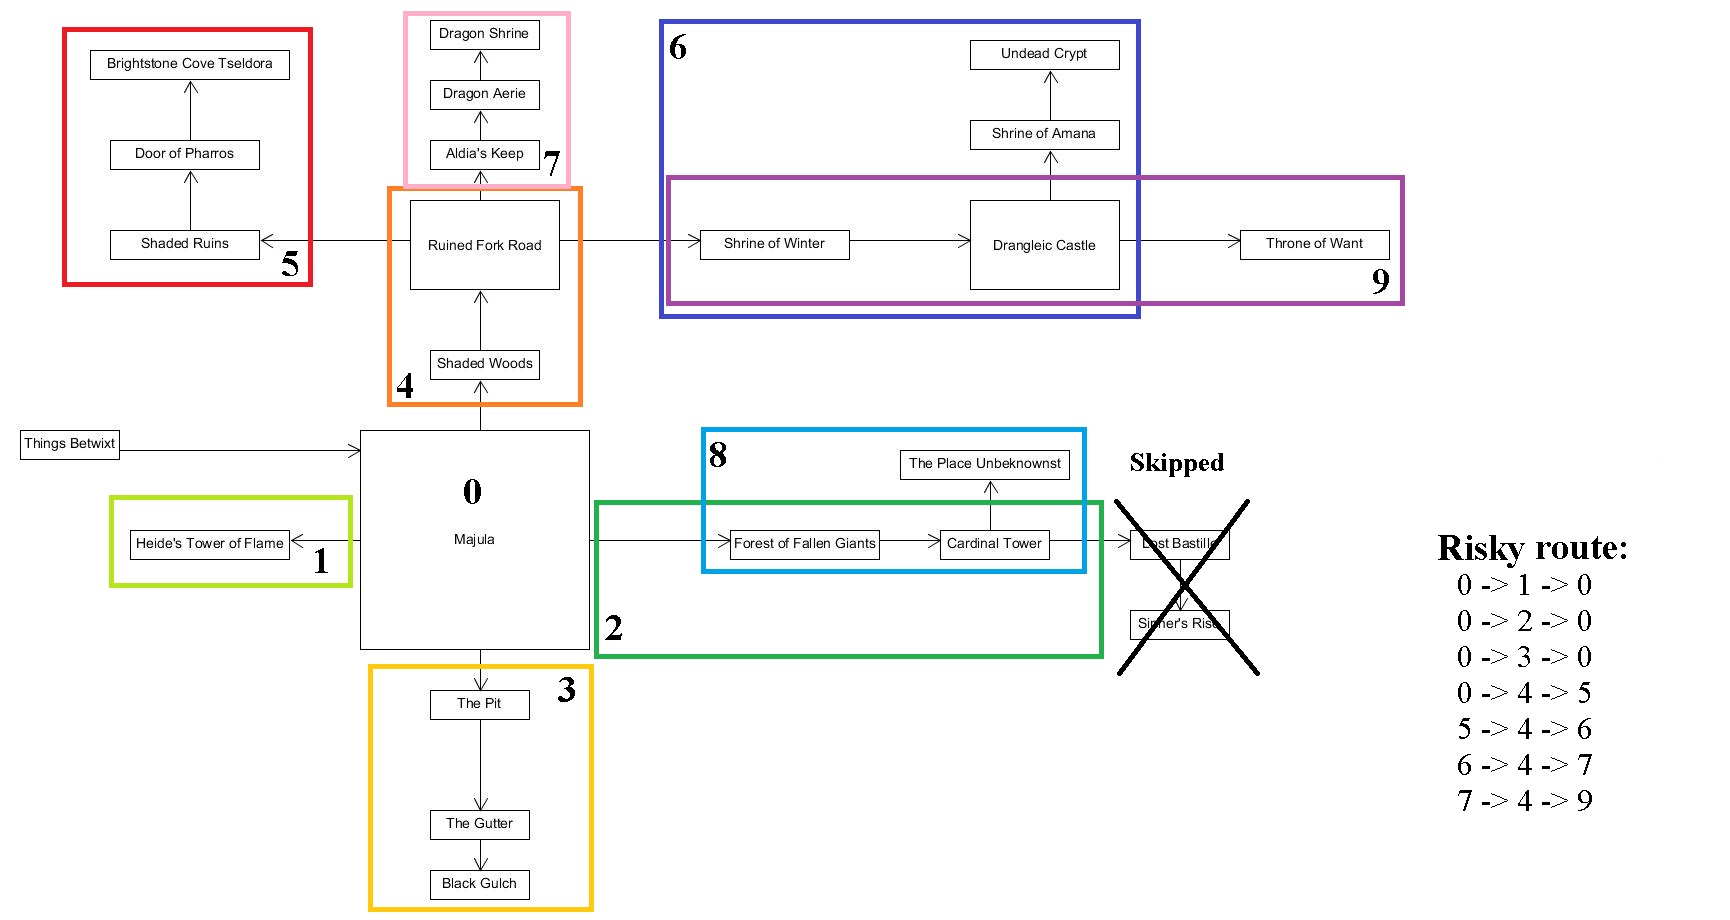 Dragon Shrine
6
Brightstone Cove Tseldora
Undead Crypt
Dragon Aerie
Shrine of Amana
Door of Pharros
Aldia's Keep
7
Shaded Ruins
5
Ruined Fork Road
Shrine of Winter
Drangleic Castle
Throne of Want
9
Shaded Woods
4
Things Betwixt
0
8
The Place Unbeknownst
Skipped
Heide's Tower of Flame
1
Majula
Forest of Fallen Giants
Cardinal Tower
Lost Bastille
2
Sinner's Rise
3
The Pit
The Gutter
Black Gulch
Risky route:
0 -> 1 -> 0
0 -> 2 -> 0
0 -> 3 -> 0
0 -> 4 -> 5
5 -> 4 -> 6
6 -> 4 -> 7
7 -> 4 -> 9